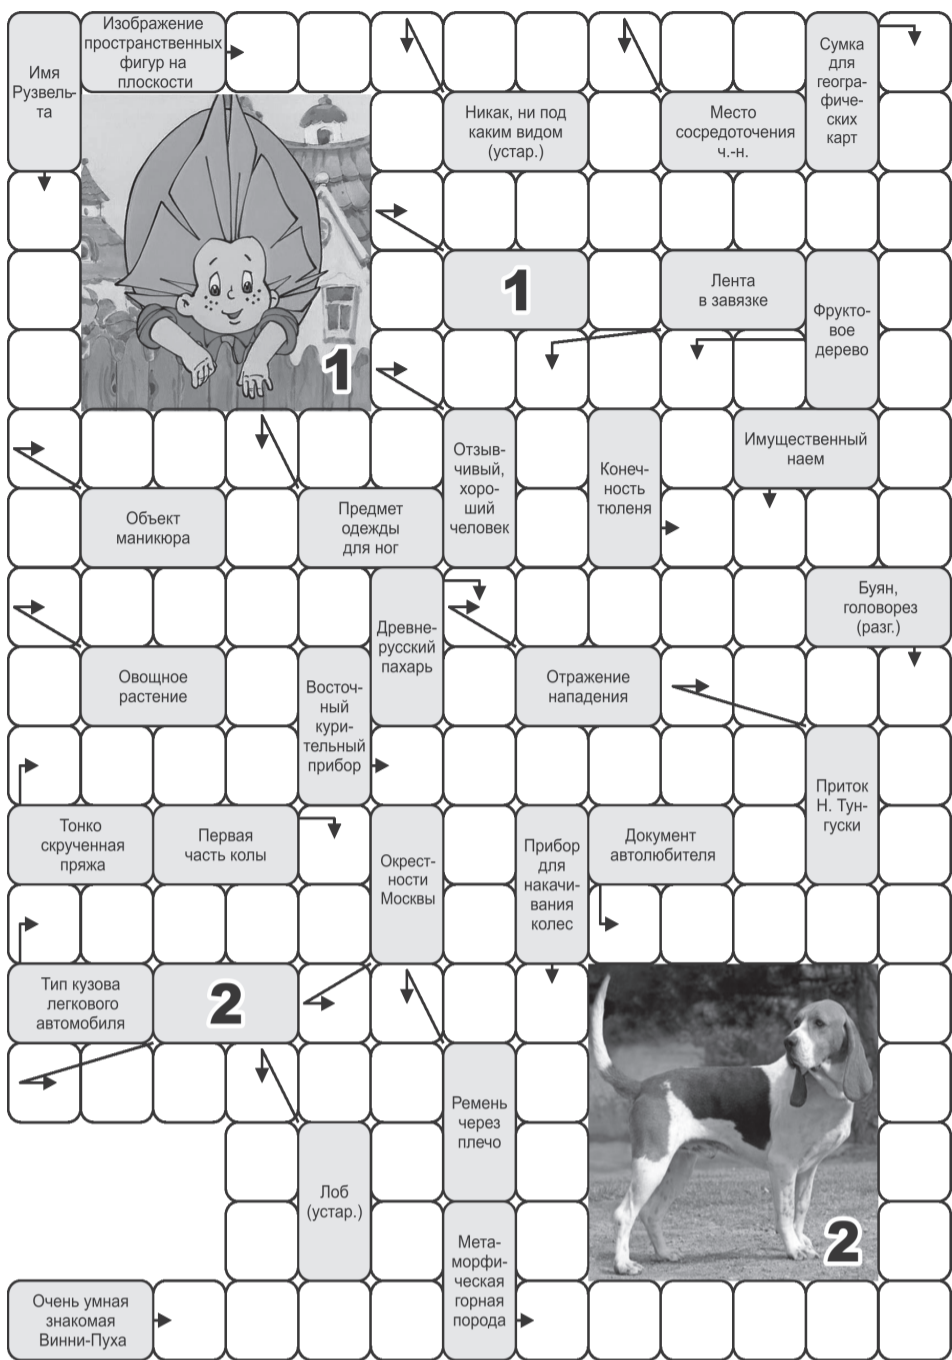 Изображение
пространственных
фигур на
плоскости
Имя
Рузвель-
та
Сумка
для
геогра-
фиче-
ских
карт
Никак, ни под
каким видом
(устар.)
Место
сосредоточения
ч.-н.
1
Лента
в завязке
Фрукто-
вое
дерево
1
Отзыв-
чивый,
хоро-
ший
человек
Конеч-
ность
тюленя
Имущественный
наем
Объект
маникюра
Предмет
одежды
для ног
Древне-
русский
пахарь
Буян,
головорез
(разг.)
Овощное
растение
Восточ-
ный
кури-
тельный
прибор
Отражение
нападения
Приток
Н. Тун-
гуски
Тонко
скрученная
пряжа
Первая
часть колы
Окрест-
ности
Москвы
Прибор
для
накачи-
вания
колес
Документ
автолюбителя
Тип кузова
легкового
автомобиля
2
Ремень
через
плечо
Лоб
(устар.)
Мета-
морфи-
ческая
горная
порода
2
Очень умная
знакомая
Винни-Пуха